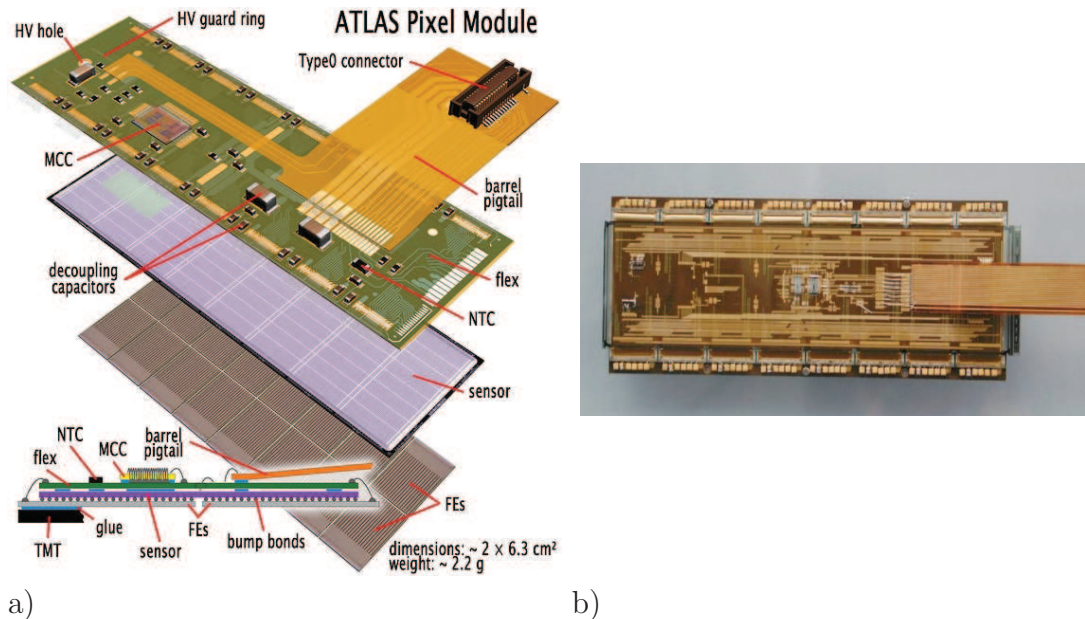 ATLAS Pixel Module
HV guard ring
HV hole
Type0 connector
MCC
barrel
pigtail
decoupling
capacitors
flex
NTC
sensor
NTC
MCC
barrel
pigtail
flex
FEs
glue
FEs
TMT
sensor
bump bonds
dimensions: ~ 2 × 6.3 cm²
weight: ~ 2.2 g
a)
b)